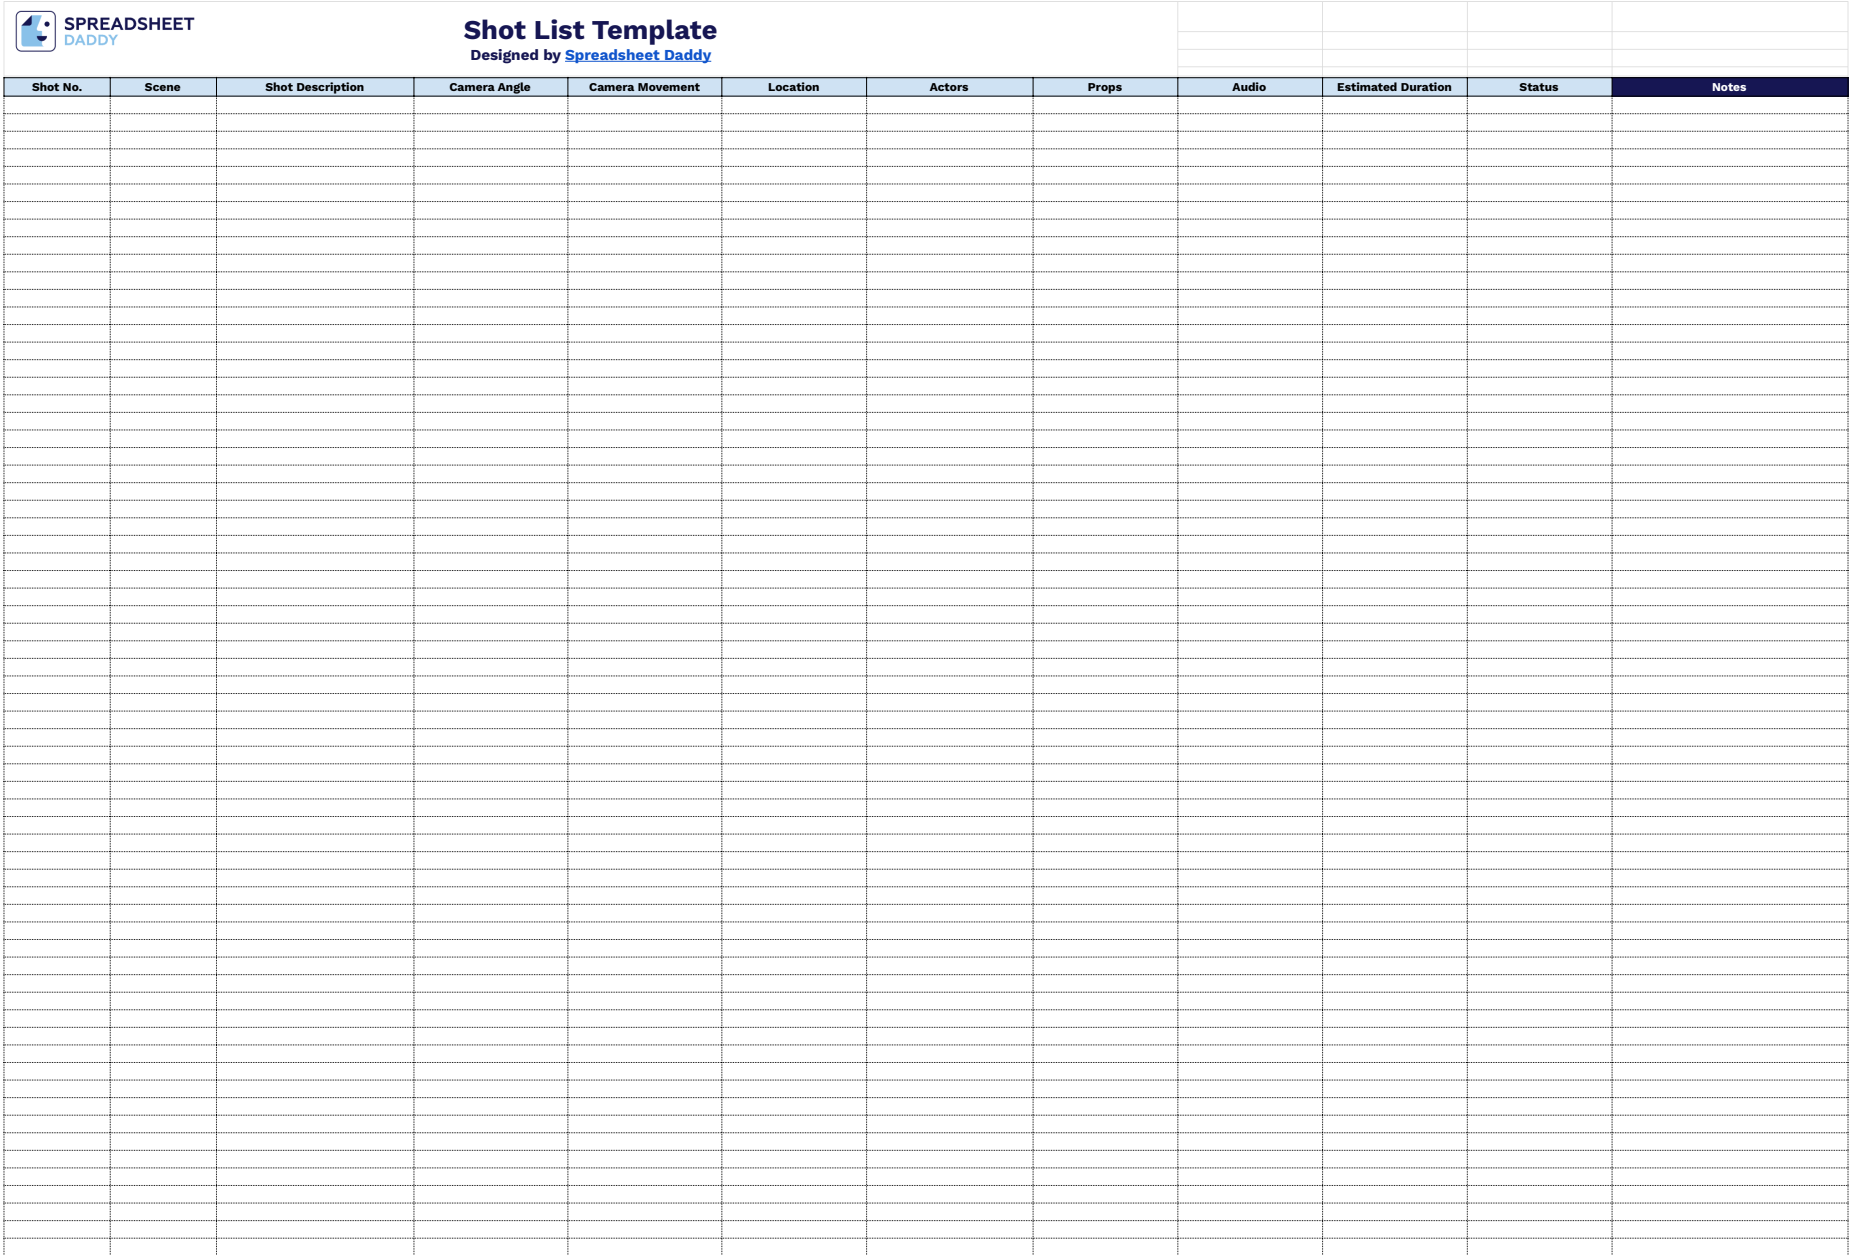 SPREADSHEET
DADDY
Shot List Template
Designed by Spreadsheet Daddy
Shot No. Scene Shot Description Camera Angle Camera Movement Location Actors Props Audio Estimated Duration Status Notes